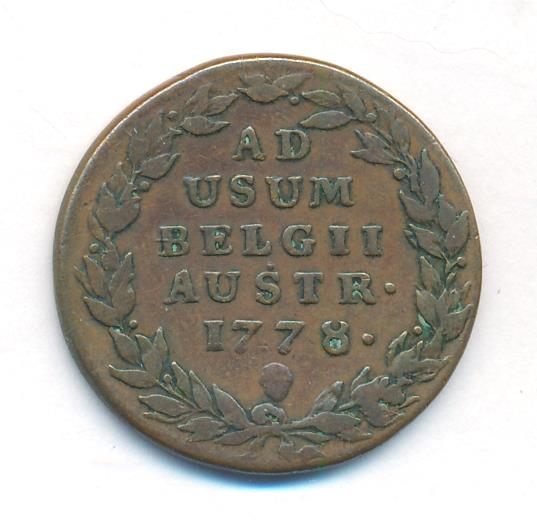 AD
USUM
BELGII
AUSTR·
1778·